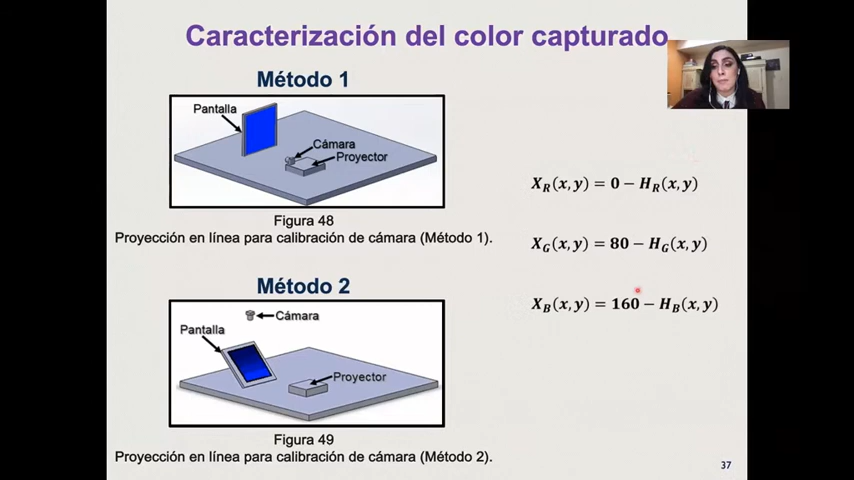 Caracterización del color capturado
Método 1
Pantalla
Cámara
Proyector
Figura 48
Proyección en línea para calibración de cámara (Método 1).
Método 2
Cámara
Pantalla
Proyector
Figura 49
Proyección en línea para calibración de cámara (Método 2).
X_R(x, y) = 0 − H_R(x, y)
X_G(x, y) = 80 − H_G(x, y)
X_B(x, y) = 160 − H_B(x, y)
37